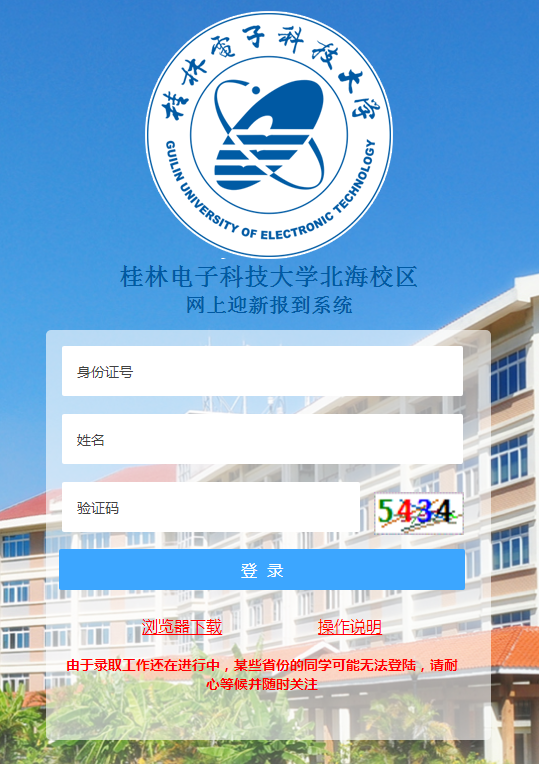 桂林電子科技大学
GUILIN UNIVERSITY OF ELECTRONIC TECHNOLOGY
桂林电子科技大学北海校区
网上迎新报到系统
身份证号
姓名
验证码
5434
登 录
浏览器下载 操作说明
由于录取工作还在进行中，某些省份的同学可能无法登陆，请耐
心等候并随时关注